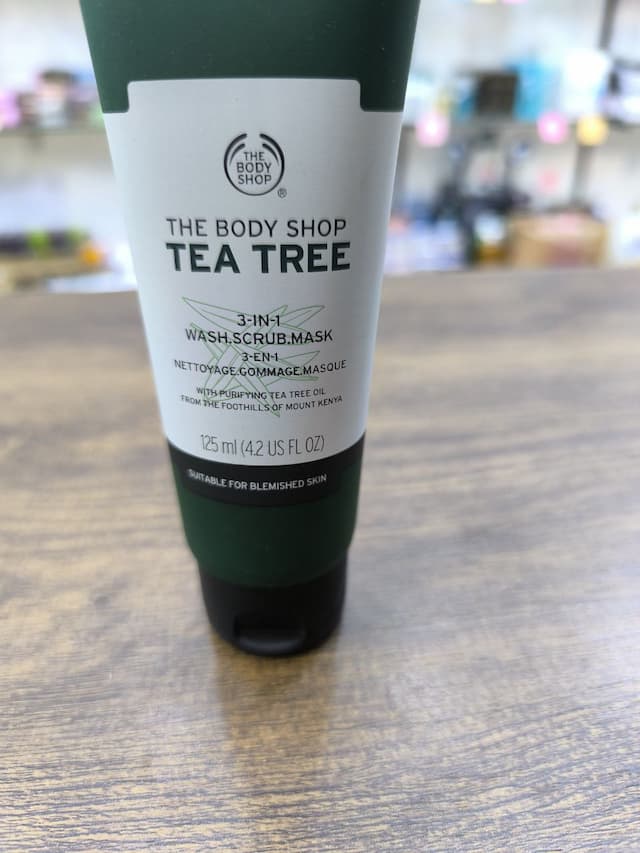 THE
BODY
SHOP
®
THE BODY SHOP
TEA TREE
3-IN-1
WASH.SCRUB.MASK
3-EN-1
NETTOYAGE.GOMMAGE.MASQUE
WITH PURIFYING TEA TREE OIL
FROM THE FOOTHILLS OF MOUNT KENYA
125 ml (4.2 US FL OZ)
SUITABLE FOR BLEMISHED SKIN